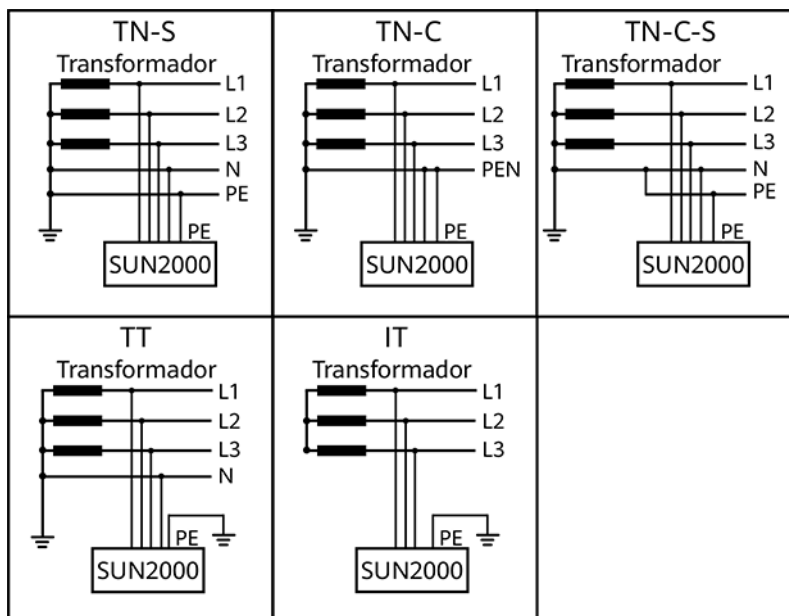 TN-S
Transformador
L1
L2
L3
N
PE
PE
SUN2000
TN-C
Transformador
L1
L2
L3
PEN
PE
SUN2000
TN-C-S
Transformador
L1
L2
L3
N
PE
PE
SUN2000
TT
Transformador
L1
L2
L3
N
PE
SUN2000
IT
Transformador
L1
L2
L3
PE
SUN2000